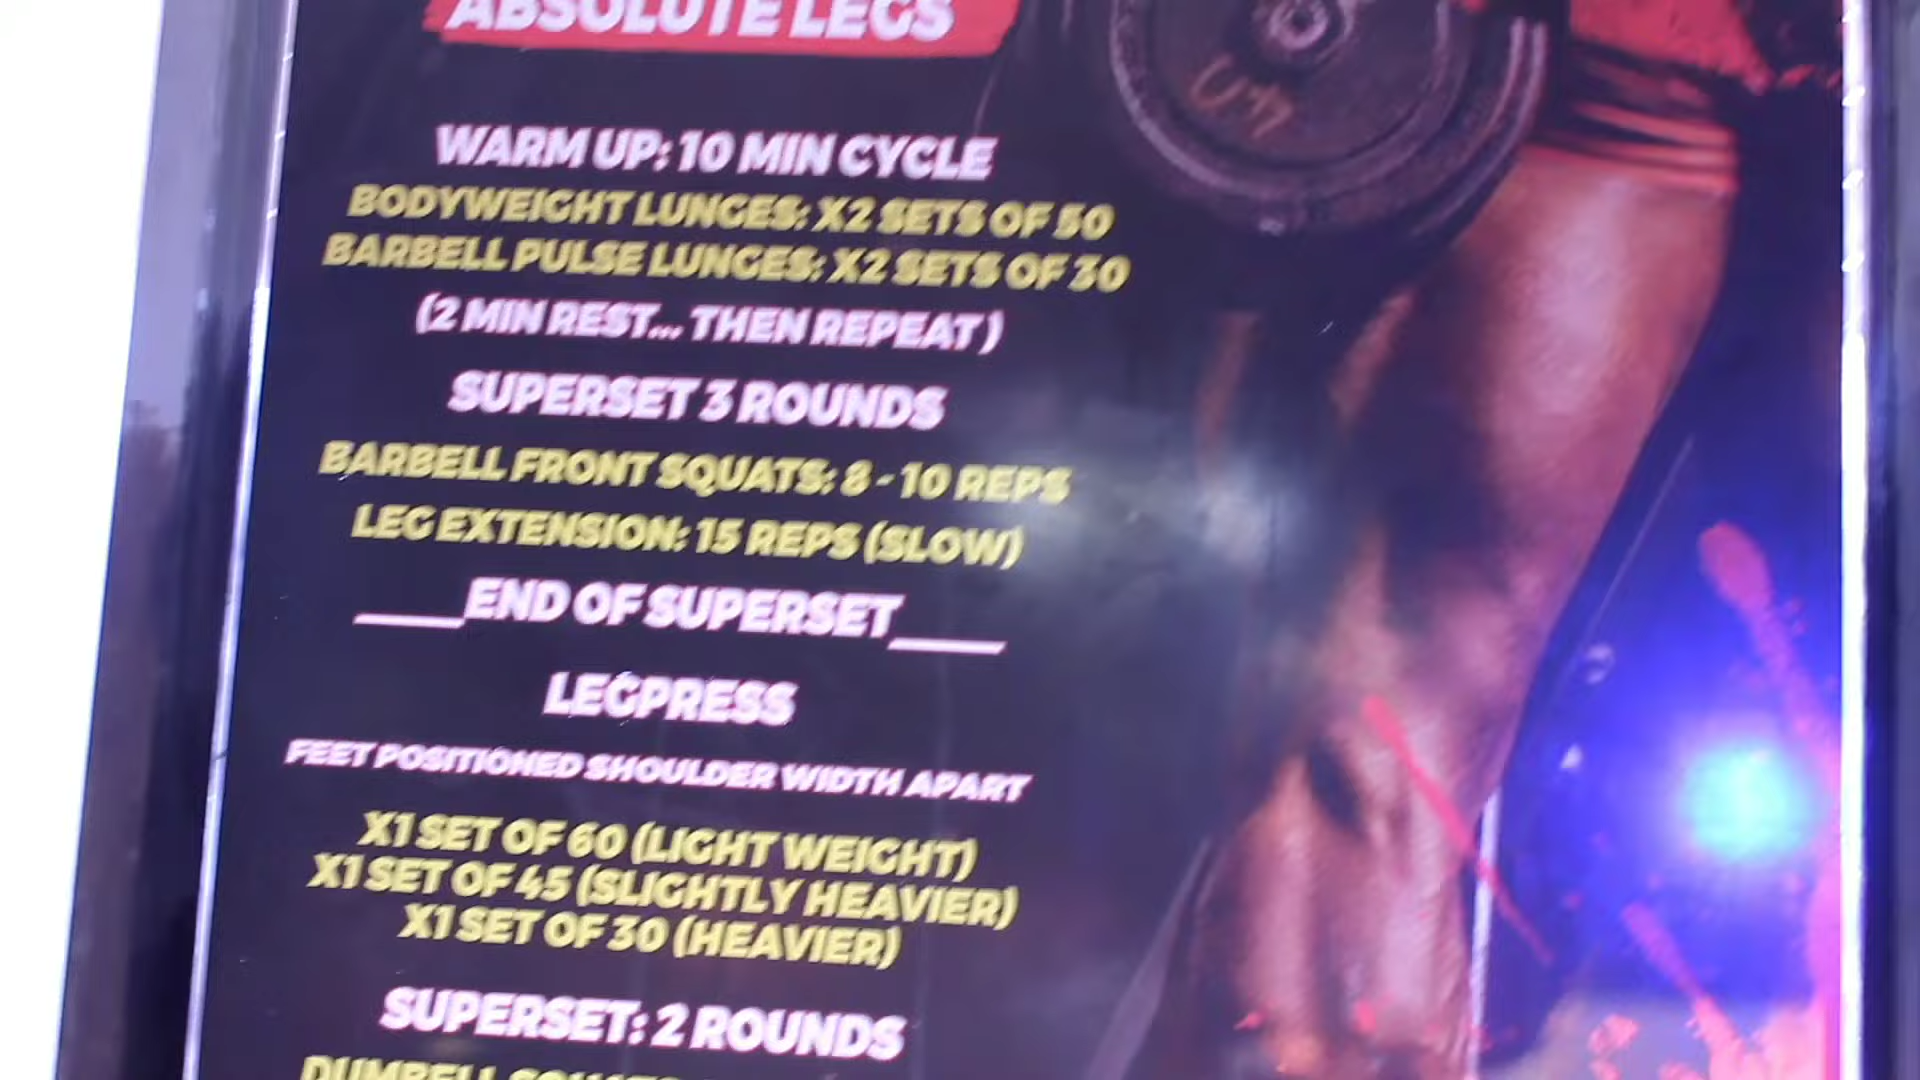 ABSOLUTE LEGS
WARM UP: 10 MIN CYCLE
BODYWEIGHT LUNGES: X2 SETS OF 50
BARBELL PULSE LUNGES: X2 SETS OF 30
(2 MIN REST... THEN REPEAT)
SUPERSET 3 ROUNDS
BARBELL FRONT SQUATS: 8 - 10 REPS
LEG EXTENSION: 15 REPS (SLOW)
____END OF SUPERSET____
LEGPRESS
FEET POSITIONED SHOULDER WIDTH APART
X1 SET OF 60 (LIGHT WEIGHT)
X1 SET OF 45 (SLIGHTLY HEAVIER)
X1 SET OF 30 (HEAVIER)
SUPERSET: 2 ROUNDS